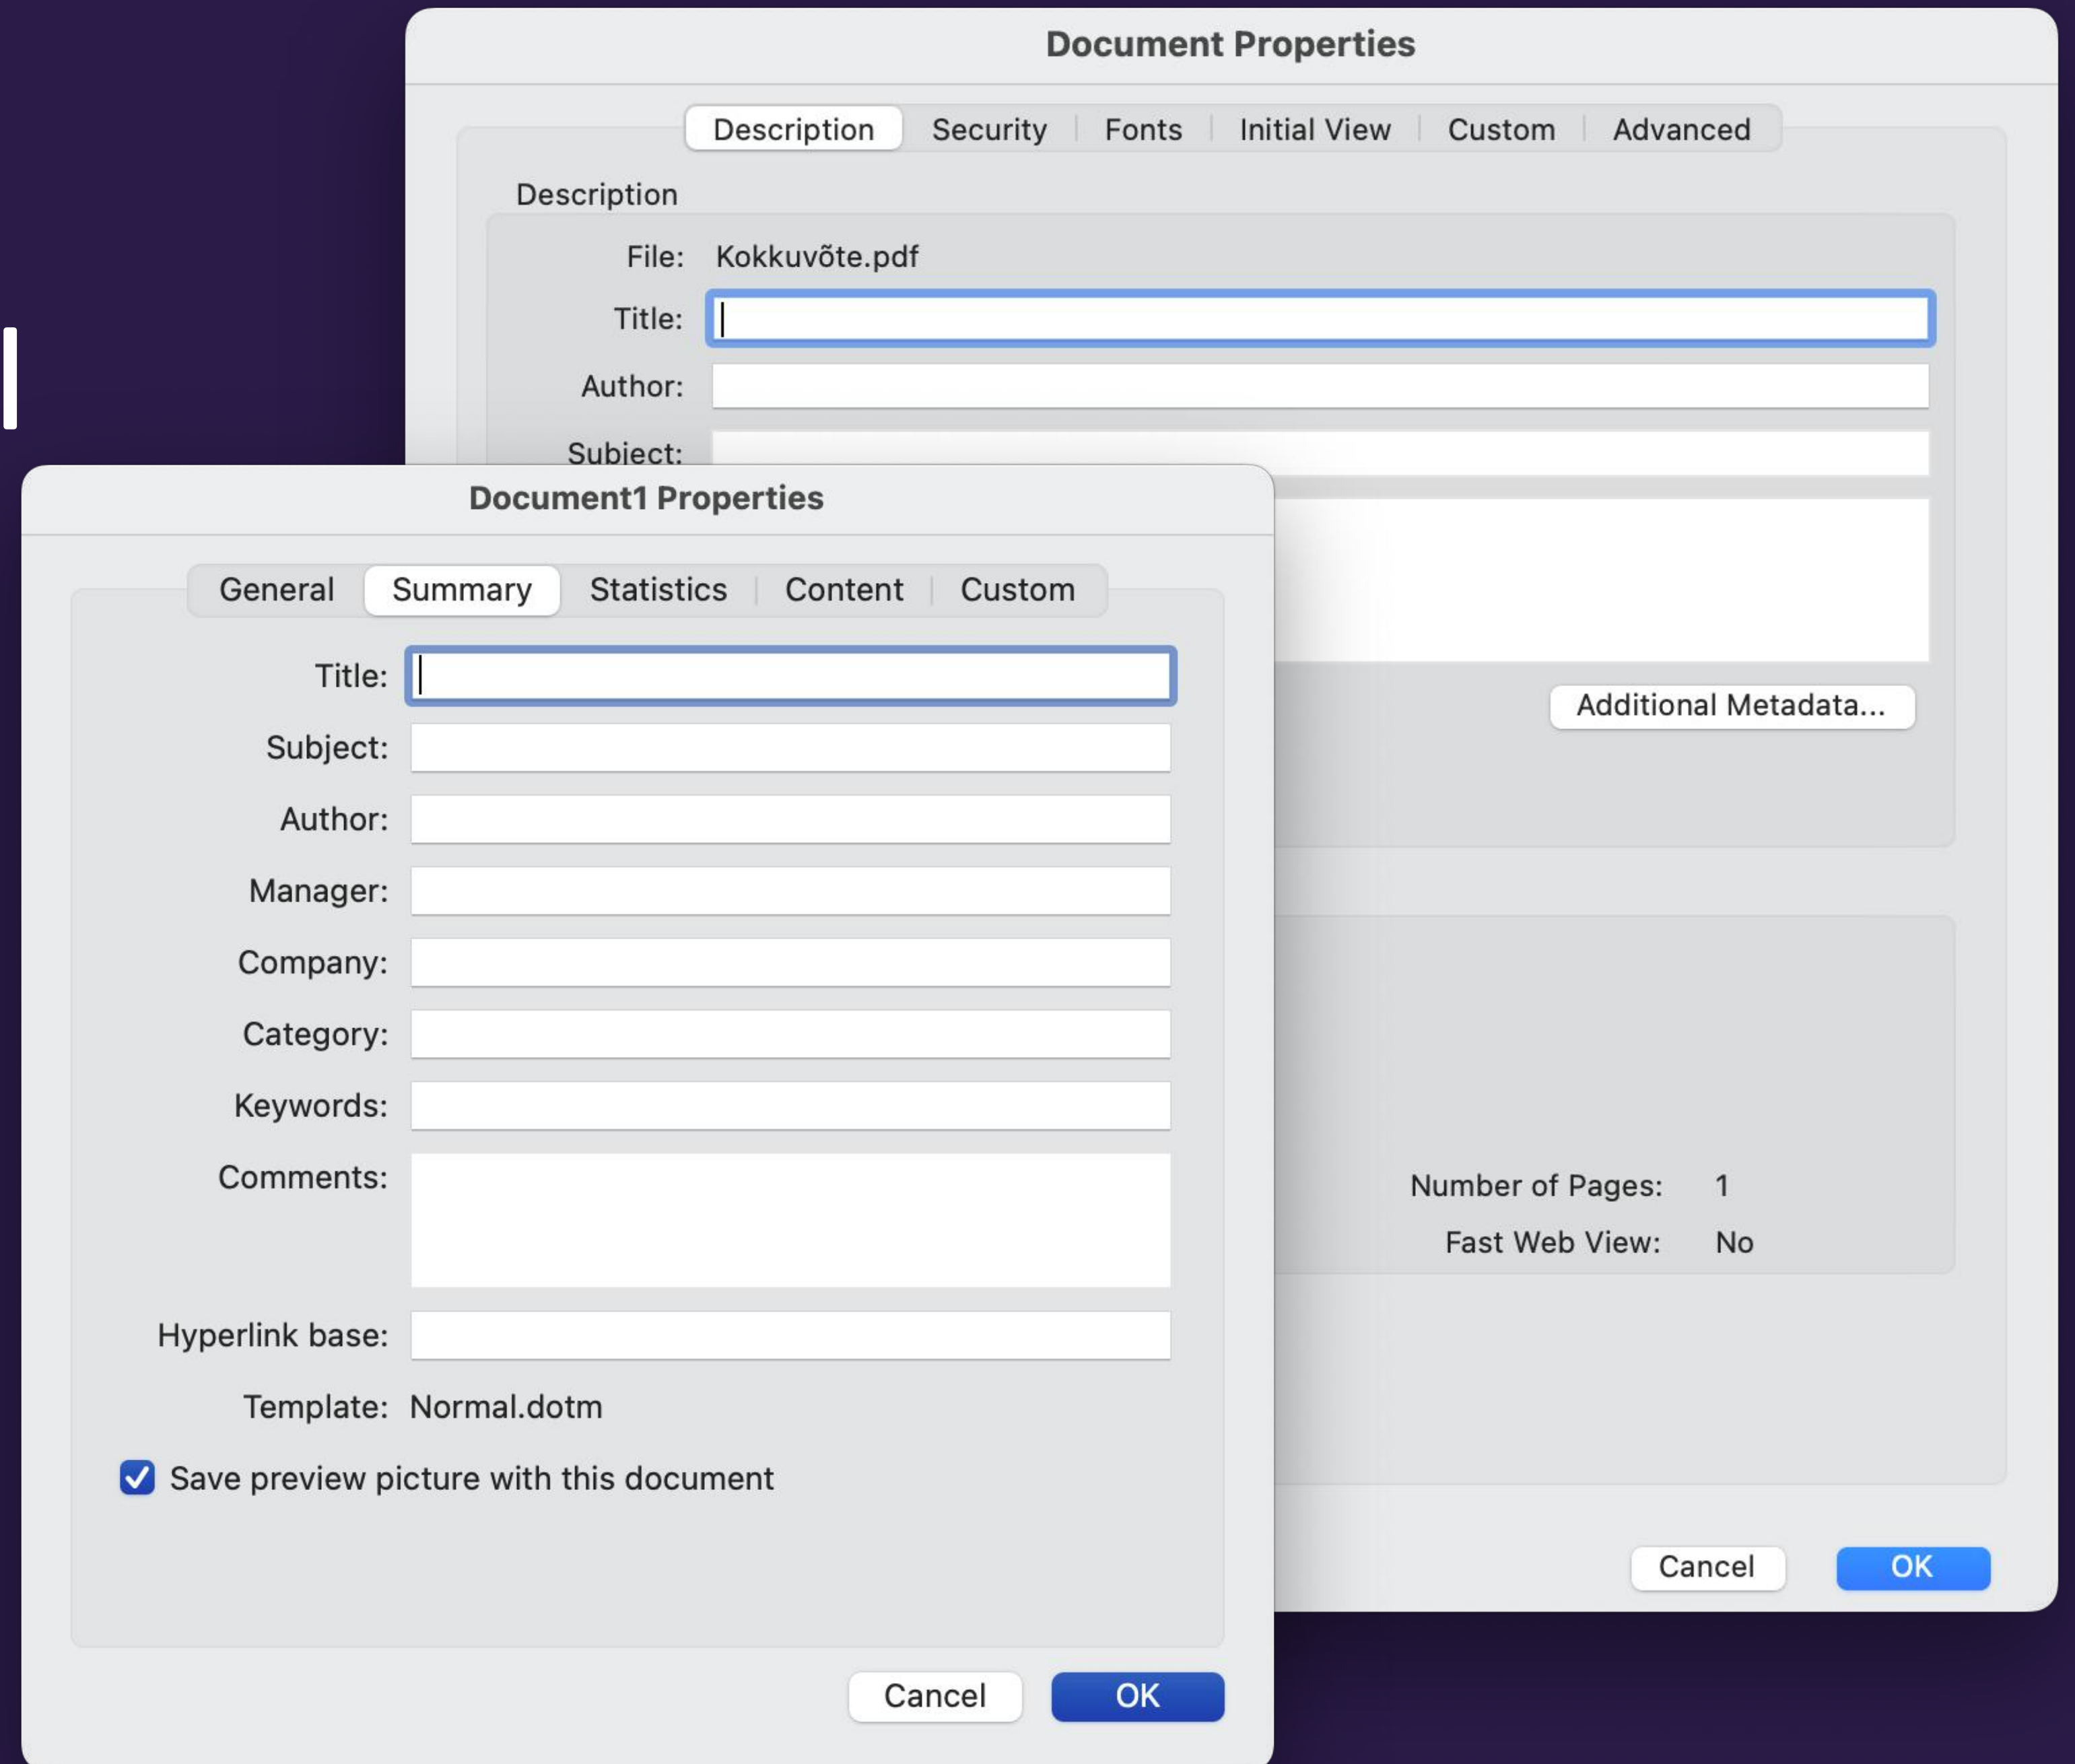 Document Properties
Description Security Fonts Initial View Custom Advanced
Description
File: Kokkuvõte.pdf
Title:
Author:
Subject:
Additional Metadata...
Number of Pages: 1
Fast Web View: No
Cancel OK
Document1 Properties
General Summary Statistics Content Custom
Title:
Subject:
Author:
Manager:
Company:
Category:
Keywords:
Comments:
Hyperlink base:
Template: Normal.dotm
Save preview picture with this document
Cancel OK